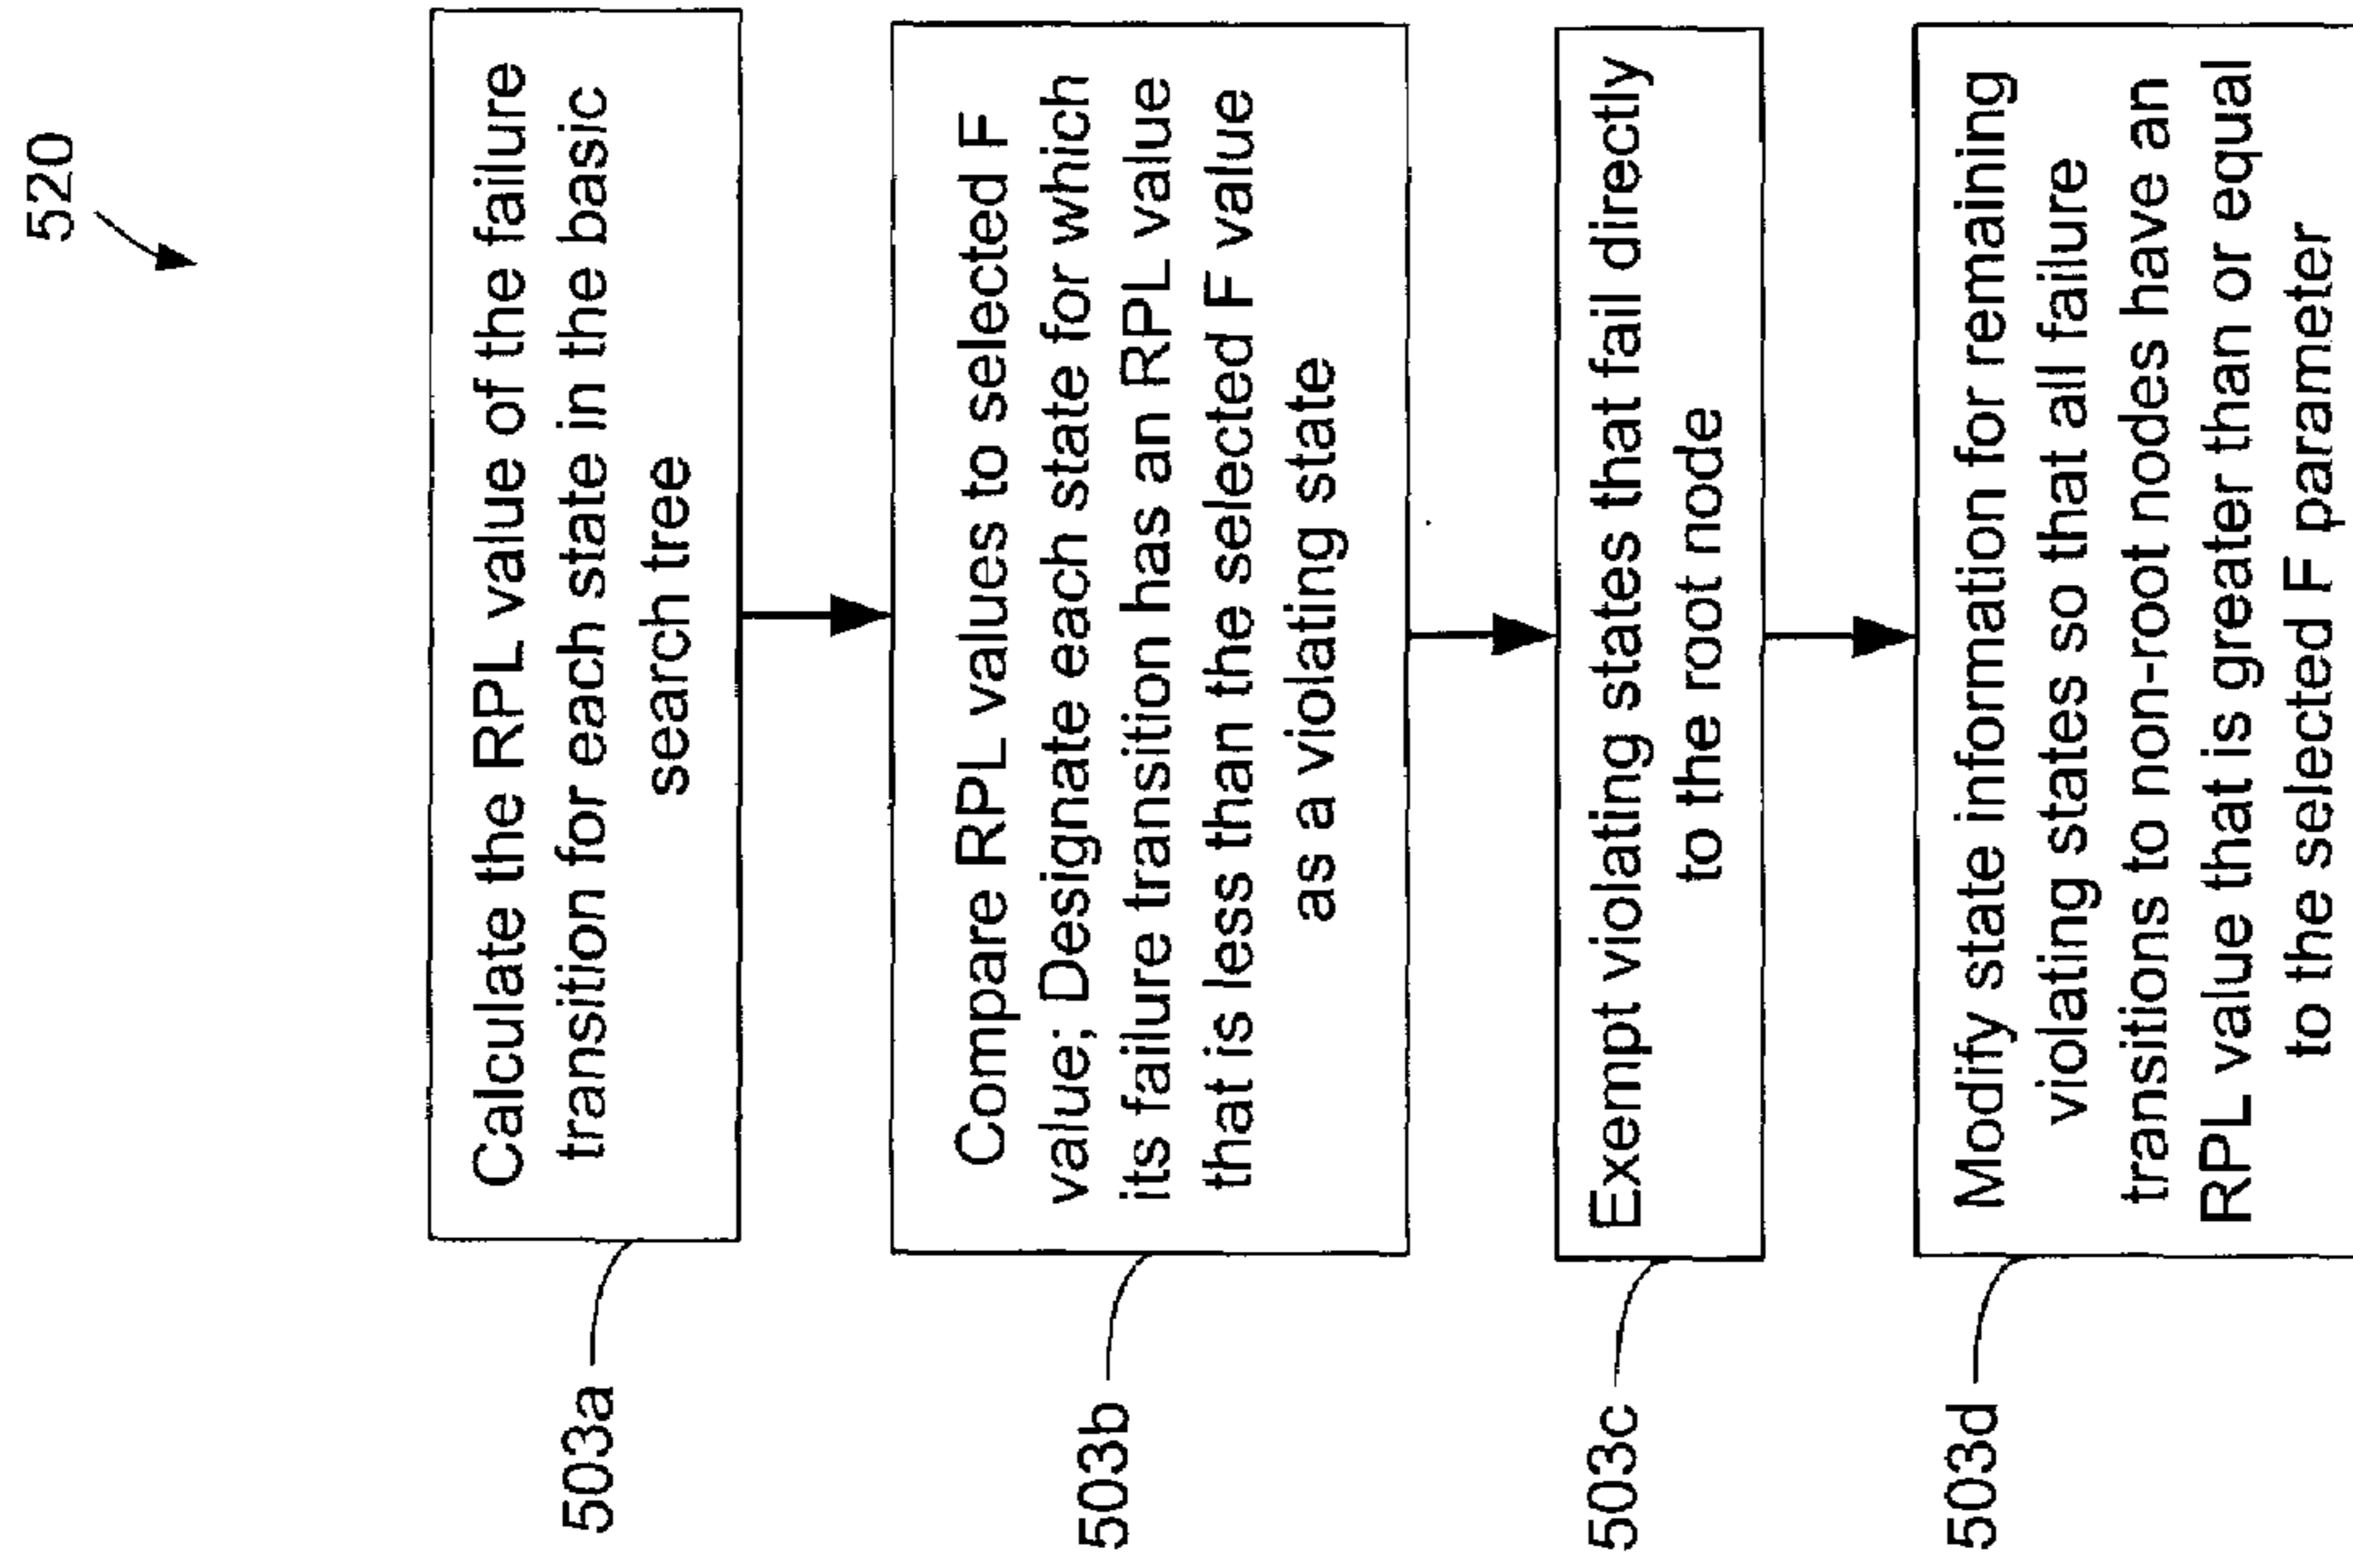 520
503a
Calculate the RPL value of the failure
transition for each state in the basic
search tree
503b
Compare RPL values to selected F
value; Designate each state for which
its failure transition has an RPL value
that is less than the selected F value
as a violating state
503c
Exempt violating states that fail directly
to the root node
503d
Modify state information for remaining
violating states so that all failure
transitions to non-root nodes have an
RPL value that is greater than or equal
to the selected F parameter